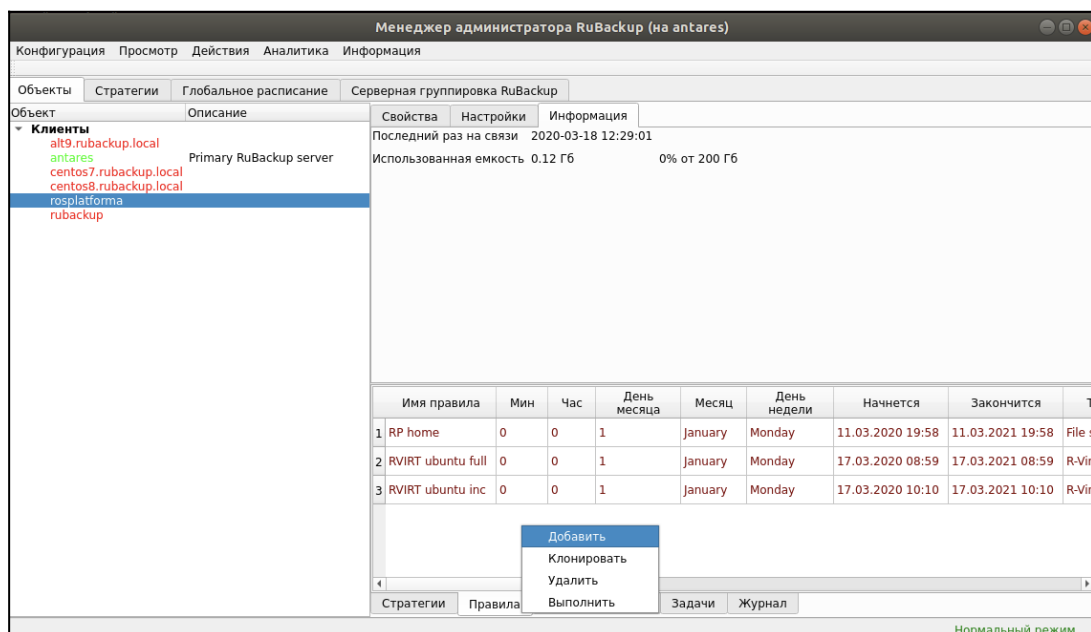 Менеджер администратора RuBackup (на antares)
Конфигурация Просмотр Действия Аналитика Информация
Объекты Стратегии Глобальное расписание Серверная группировка RuBackup
Объект Описание
Клиенты
alt9.rubackup.local
antares Primary RuBackup server
centos7.rubackup.local
centos8.rubackup.local
rosplatforma
rubackup
Свойства Настройки Информация
Последний раз на связи 2020-03-18 12:29:01
Использованная емкость 0.12 Гб 0% от 200 Гб
Имя правила Мин Час День месяца Месяц День недели Начнется Закончится
1 RP home 0 0 1 January Monday 11.03.2020 19:58 11.03.2021 19:58 File
2 RVIRT ubuntu full 0 0 1 January Monday 17.03.2020 08:59 17.03.2021 08:59 R-Vir
3 RVIRT ubuntu inc 0 0 1 January Monday 17.03.2020 10:10 17.03.2021 10:10 R-Vir
Добавить
Клонировать
Удалить
Выполнить
Стратегии Правила Задачи Журнал
Нормальный режим